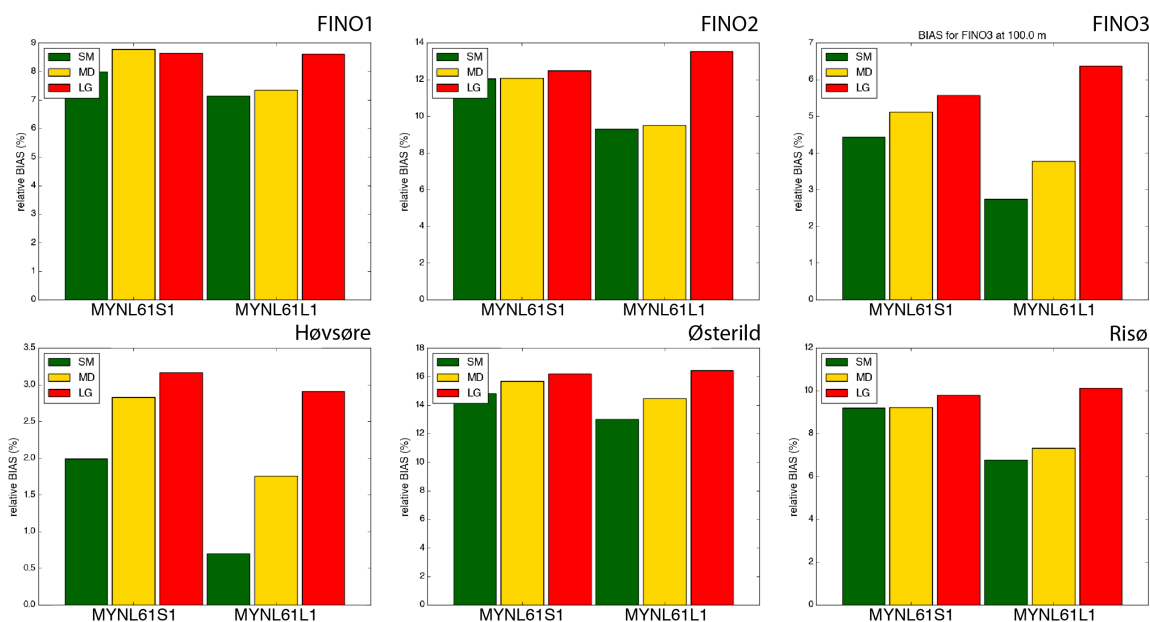 FINO1
relative BIAS (%)
9
8
7
6
5
4
3
2
1
0
SM
MD
LG
MYNL61S1
MYNL61L1
FINO2
relative BIAS (%)
14
12
10
8
6
4
2
0
SM
MD
LG
MYNL61S1
MYNL61L1
FINO3
BIAS for FINO3 at 100.0 m
relative BIAS (%)
7
6
5
4
3
2
1
0
SM
MD
LG
MYNL61S1
MYNL61L1
Høvsøre
relative BIAS (%)
3.5
3.0
2.5
2.0
1.5
1.0
0.5
0.0
SM
MD
LG
MYNL61S1
MYNL61L1
Østerild
relative BIAS (%)
18
16
14
12
10
8
6
4
2
0
SM
MD
LG
MYNL61S1
MYNL61L1
Risø
relative BIAS (%)
12
10
8
6
4
2
0
SM
MD
LG
MYNL61S1
MYNL61L1